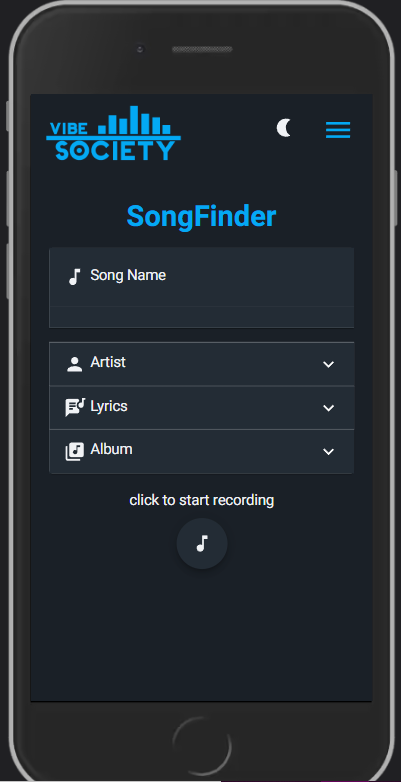 VIBE
SOCIETY
SongFinder
Song Name
Artist
Lyrics
Album
click to start recording